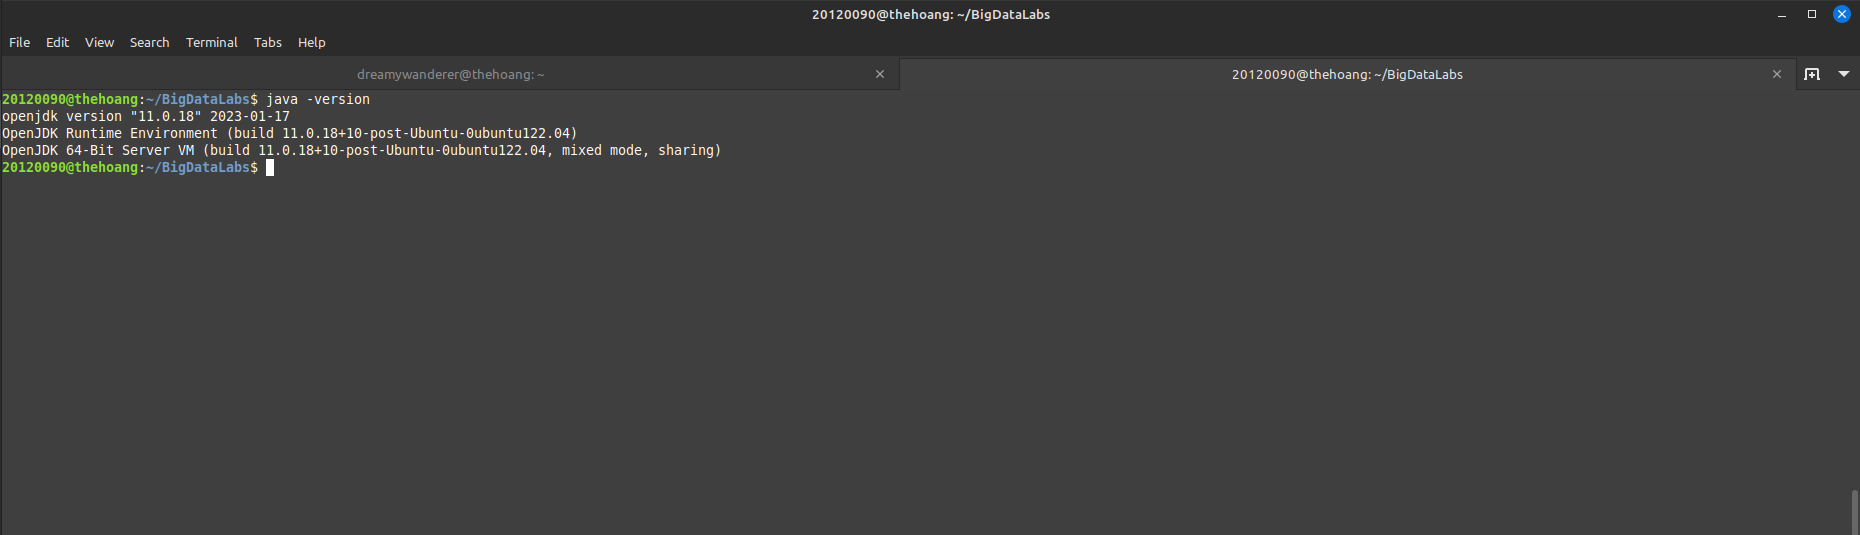 20120090@thehoang: ~/BigDataLabs
File Edit View Search Terminal Tabs Help
dreamywanderer@thehoang: ~
20120090@thehoang: ~/BigDataLabs
20120090@thehoang:~/BigDataLabs$ java -version
openjdk version "11.0.18" 2023-01-17
OpenJDK Runtime Environment (build 11.0.18+10-post-Ubuntu-0ubuntu122.04)
OpenJDK 64-Bit Server VM (build 11.0.18+10-post-Ubuntu-0ubuntu122.04, mixed mode, sharing)
20120090@thehoang:~/BigDataLabs$